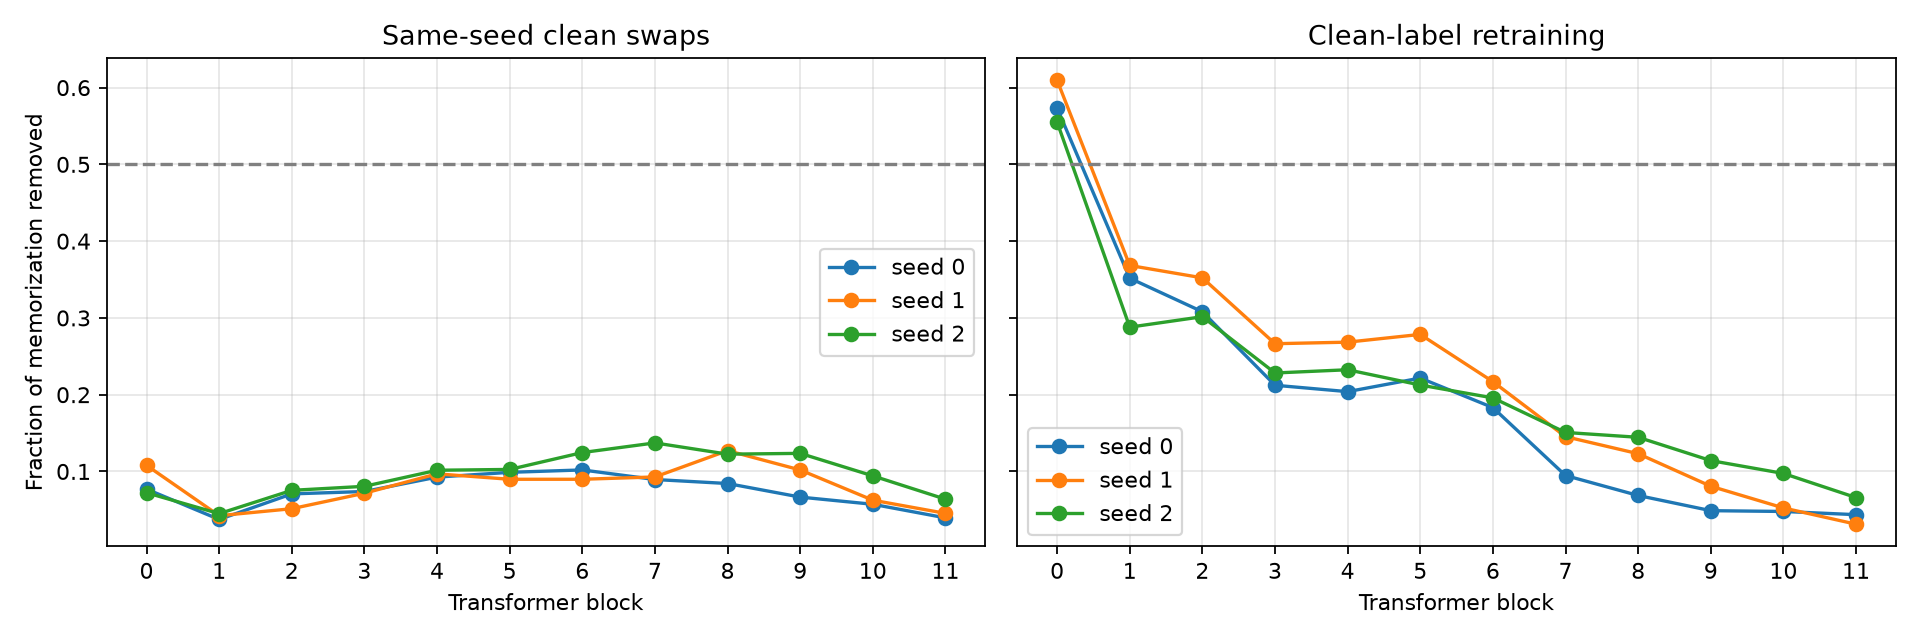 Same-seed clean swaps
Fraction of memorization removed
0.6
0.5
0.4
0.3
0.2
0.1
seed 0
seed 1
seed 2
0 1 2 3 4 5 6 7 8 9 10 11
Transformer block
Clean-label retraining
seed 0
seed 1
seed 2
0 1 2 3 4 5 6 7 8 9 10 11
Transformer block